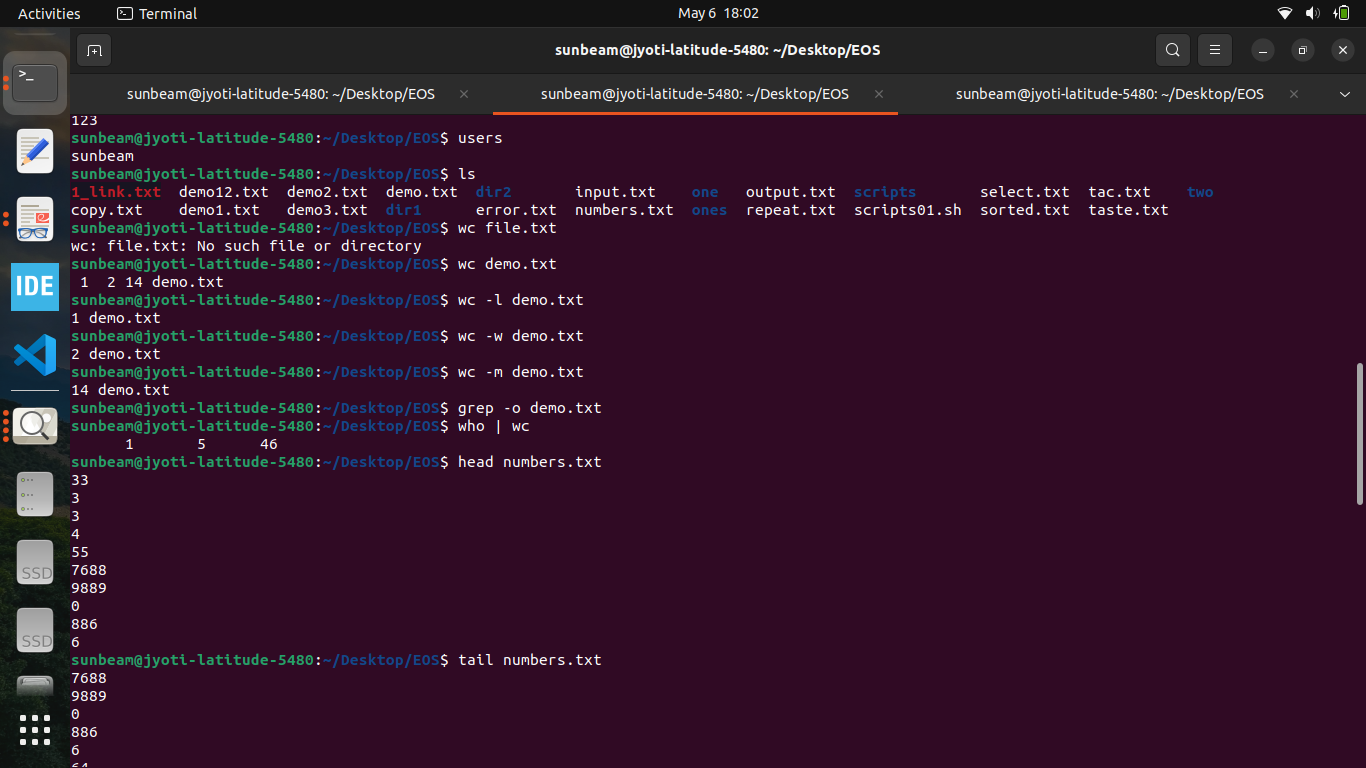 Activities Terminal May 6 18:02
sunbeam@jyoti-latitude-5480: ~/Desktop/EOS
sunbeam@jyoti-latitude-5480: ~/Desktop/EOS × sunbeam@jyoti-latitude-5480: ~/Desktop/EOS × sunbeam@jyoti-latitude-5480: ~/Desktop/EOS ×
123
sunbeam@jyoti-latitude-5480:~/Desktop/EOS$ users
sunbeam
sunbeam@jyoti-latitude-5480:~/Desktop/EOS$ ls
1_link.txt demo12.txt demo2.txt demo.txt dir2 input.txt one output.txt scripts select.txt tac.txt two
copy.txt demo1.txt demo3.txt dir1 error.txt numbers.txt ones repeat.txt scripts01.sh sorted.txt taste.txt
sunbeam@jyoti-latitude-5480:~/Desktop/EOS$ wc file.txt
wc: file.txt: No such file or directory
sunbeam@jyoti-latitude-5480:~/Desktop/EOS$ wc demo.txt
1 2 14 demo.txt
sunbeam@jyoti-latitude-5480:~/Desktop/EOS$ wc -l demo.txt
1 demo.txt
sunbeam@jyoti-latitude-5480:~/Desktop/EOS$ wc -w demo.txt
2 demo.txt
sunbeam@jyoti-latitude-5480:~/Desktop/EOS$ wc -m demo.txt
14 demo.txt
sunbeam@jyoti-latitude-5480:~/Desktop/EOS$ grep -o demo.txt
sunbeam@jyoti-latitude-5480:~/Desktop/EOS$ who | wc
1 5 46
sunbeam@jyoti-latitude-5480:~/Desktop/EOS$ head numbers.txt
33
3
3
4
55
7688
9889
0
886
6
sunbeam@jyoti-latitude-5480:~/Desktop/EOS$ tail numbers.txt
7688
9889
0
886
6
>_
IDE
SSD
SSD